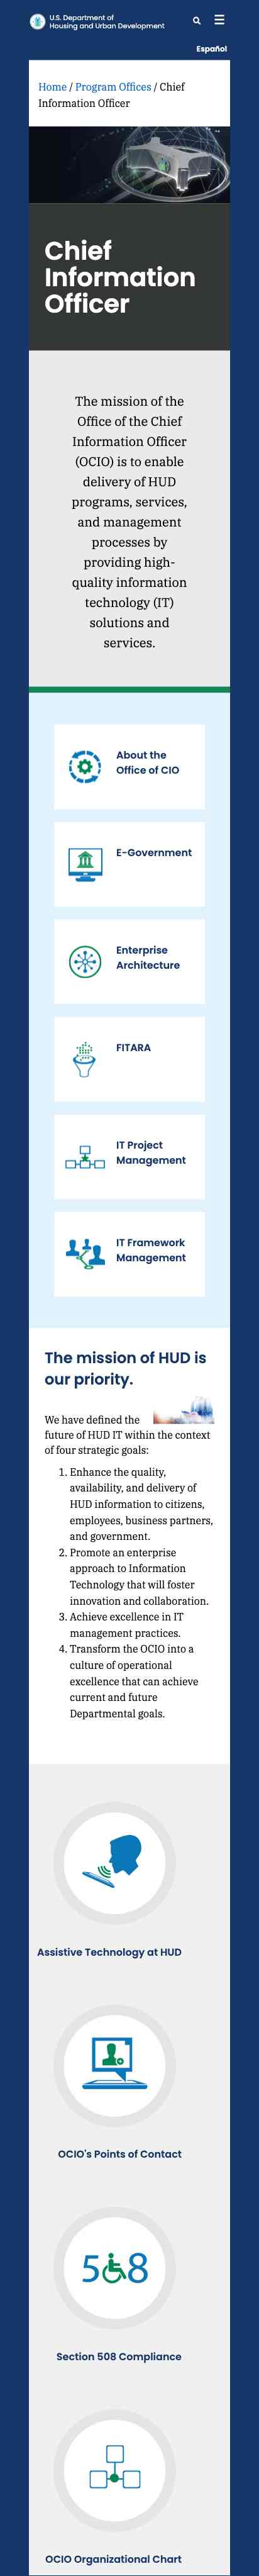 U.S. Department of
Housing and Urban Development
Español
Home / Program Offices / Chief
Information Officer
Chief
Information
Officer
The mission of the
Office of the Chief
Information Officer
(OCIO) is to enable
delivery of HUD
programs, services,
and management
processes by
providing high-
quality information
technology (IT)
solutions and
services.
About the
Office of CIO
E-Government
Enterprise
Architecture
FITARA
IT Project
Management
IT Framework
Management
The mission of HUD is
our priority.
We have defined the
future of HUD IT within the context
of four strategic goals:
1. Enhance the quality,
availability, and delivery of
HUD information to citizens,
employees, business partners,
and government.
2. Promote an enterprise
approach to Information
Technology that will foster
innovation and collaboration.
3. Achieve excellence in IT
management practices.
4. Transform the OCIO into a
culture of operational
excellence that can achieve
current and future
Departmental goals.
Assistive Technology at HUD
OCIO's Points of Contact
508
Section 508 Compliance
OCIO Organizational Chart